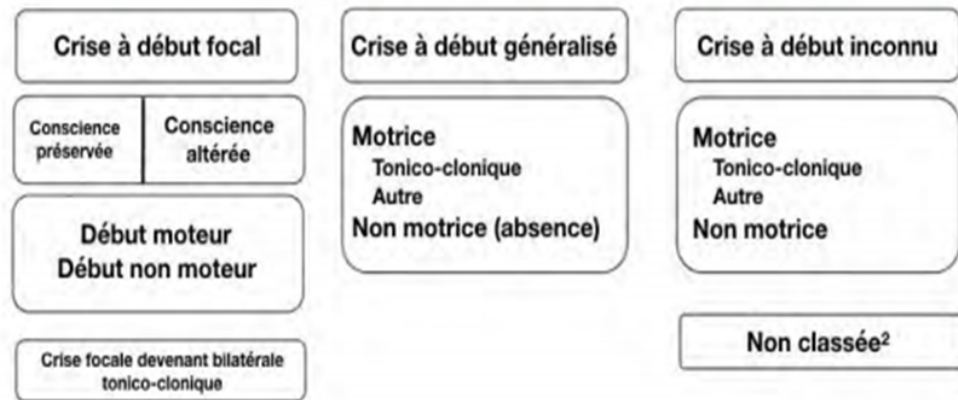 Crise à début focal
Conscience
préservée
Conscience
altérée
Début moteur
Début non moteur
Crise focale devenant bilatérale
tonico-clonique
Crise à début généralisé
Motrice
Tonico-clonique
Autre
Non motrice (absence)
Crise à début inconnu
Motrice
Tonico-clonique
Autre
Non motrice
Non classée²